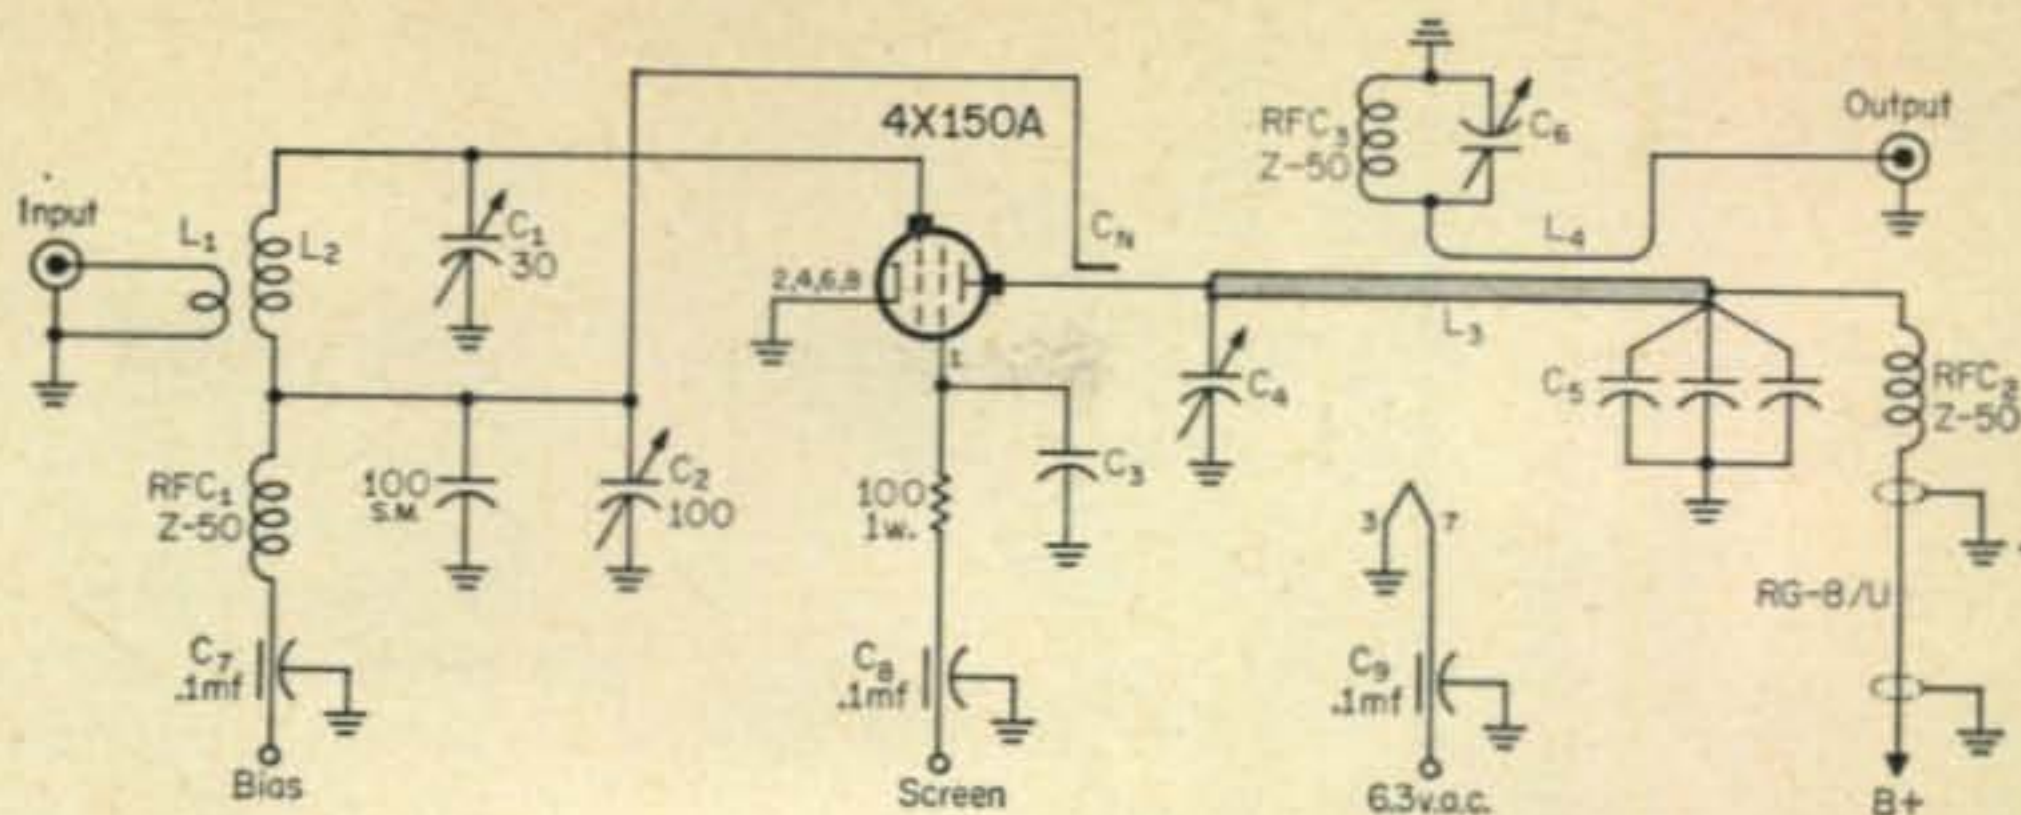 4X150A
Output
RFC₃
Z-50
C₆
Input
L₁
L₂
C₁
30
C_N
L₄
2,4,6,8
L₃
1
C₄
C₅
RFC₂
Z-50
RFC₁
Z-50
100
S.M.
C₂
100
100
1w.
C₃
3
7
RG-8/U
C₇
.1mf
C₈
.1mf
C₉
.1mf
Bias
Screen
6.3v.a.c.
B+